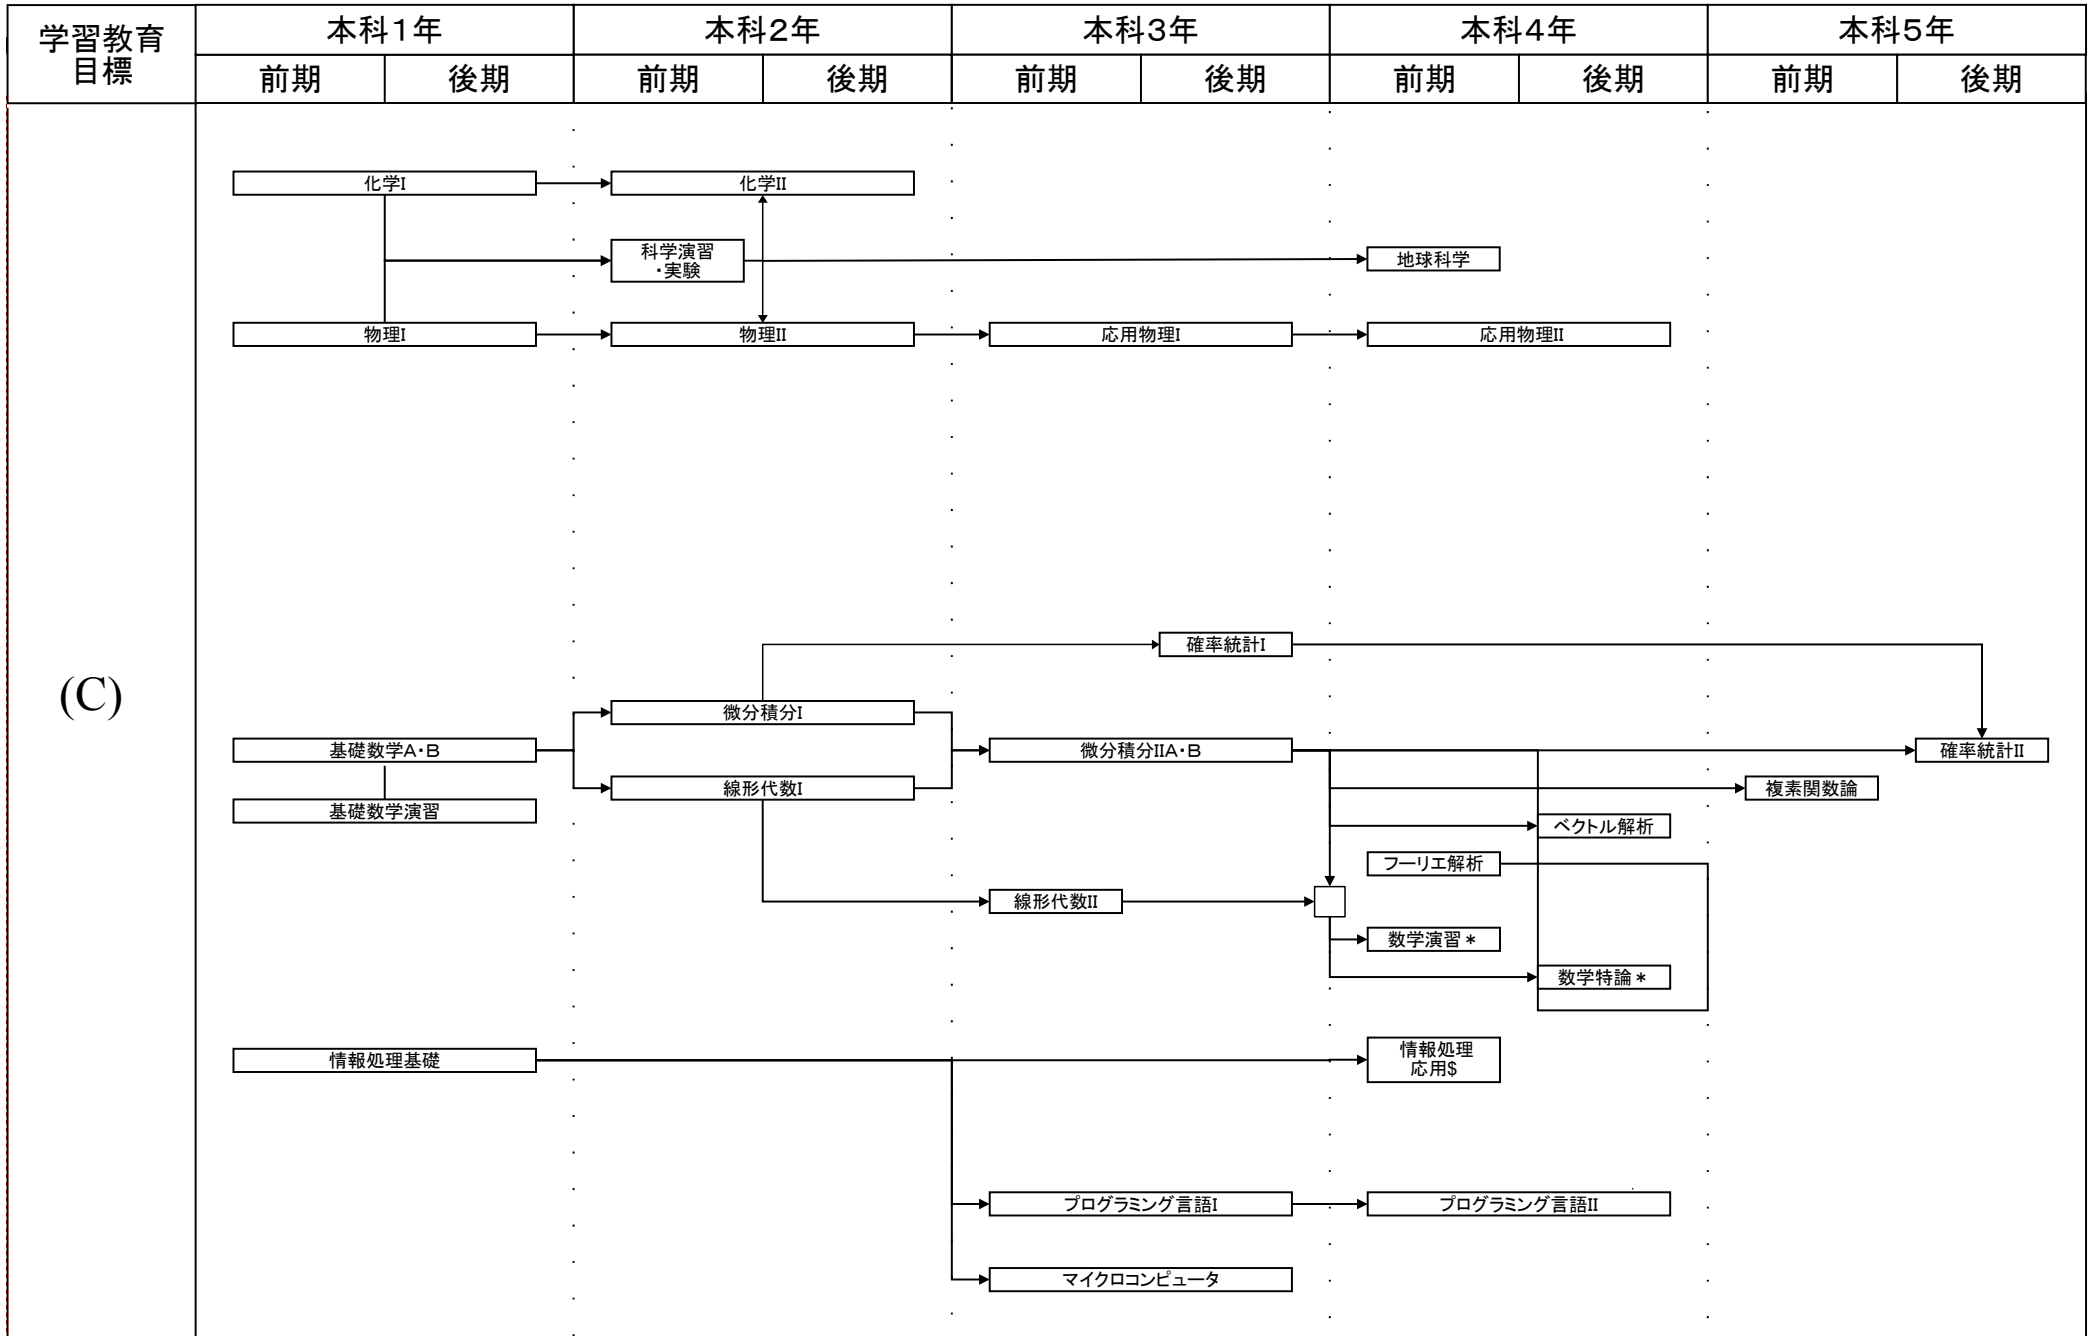 学習教育
目標
本科1年
本科2年
本科3年
本科4年
本科5年
前期
後期
前期
後期
前期
後期
前期
後期
前期
後期
(C)
化学I
化学II
科学演習
・実験
地球科学
物理I
物理II
応用物理I
応用物理II
確率統計I
微分積分I
基礎数学A・B
微分積分IIA・B
確率統計II
線形代数I
複素関数論
基礎数学演習
ベクトル解析
フーリエ解析
線形代数II
数学演習*
数学特論*
情報処理基礎
情報処理
応用$
プログラミング言語I
プログラミング言語II
マイクロコンピュータ